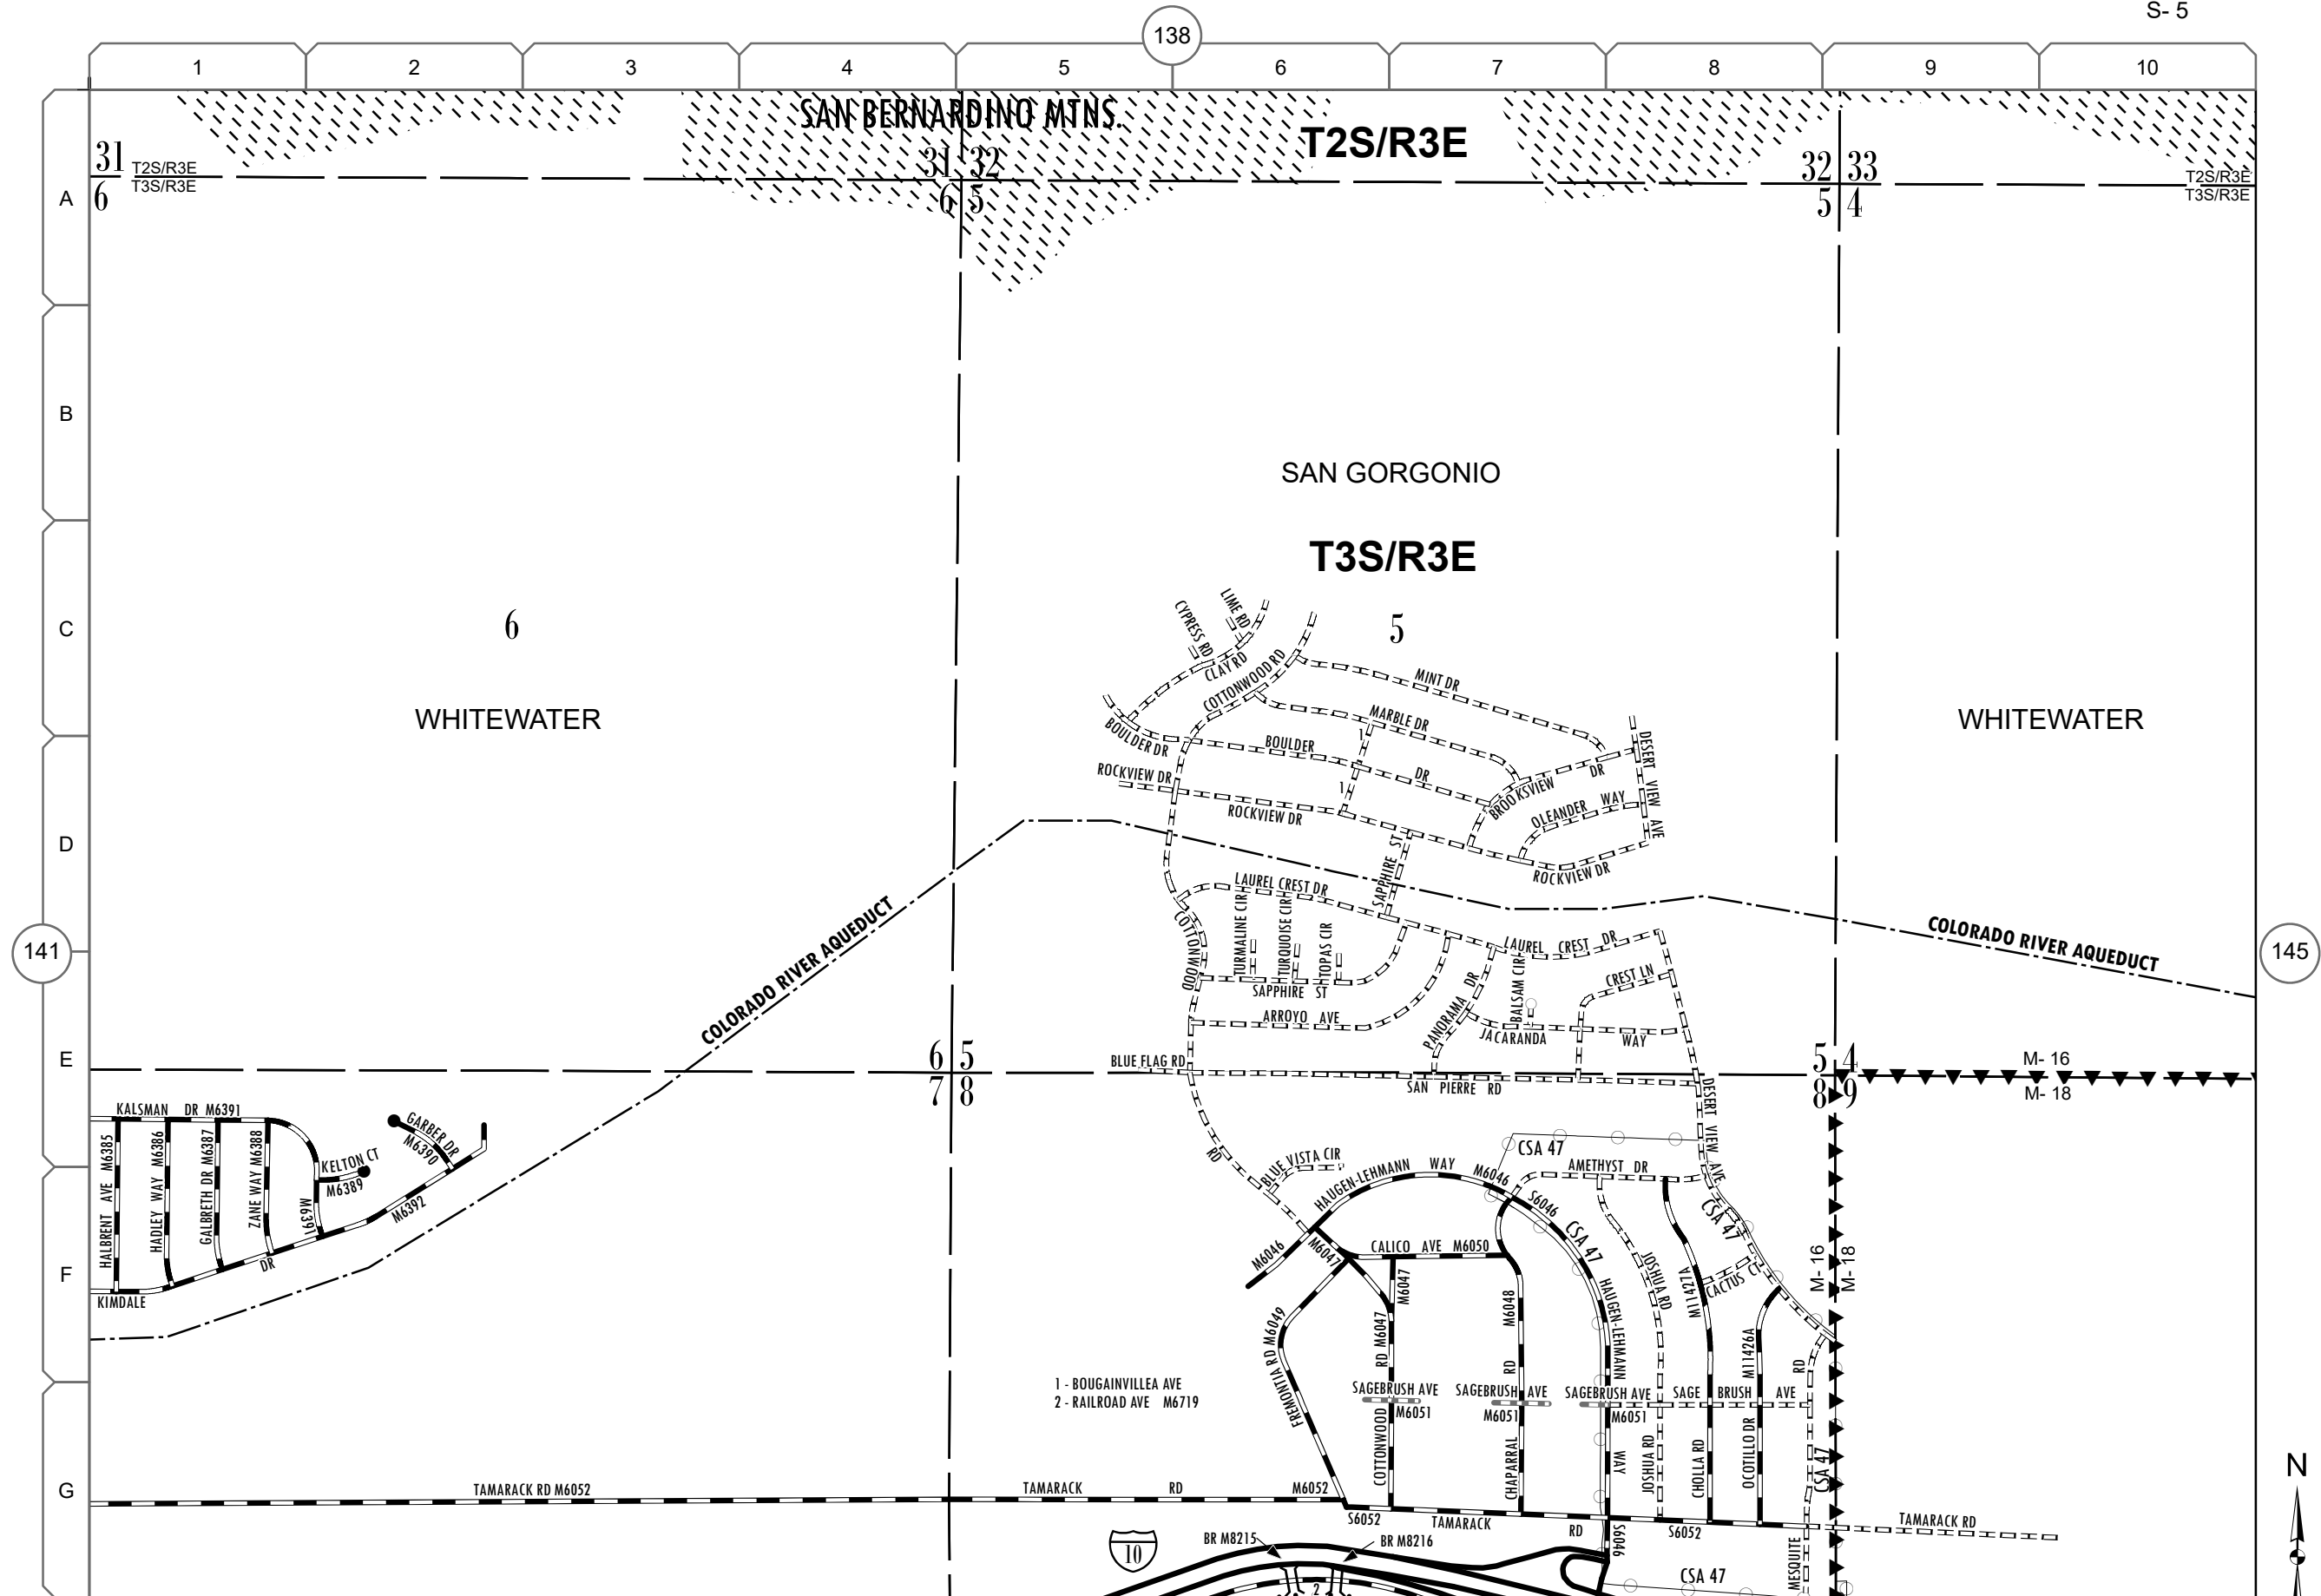 S- 5
138
1 2 3 4 5 6 7 8 9 10
SAN BERNARDINO MTNS.
T2S/R3E
31
T2S/R3E
31 32
32 33
T2S/R3E
6
T3S/R3E
6 5
5 4
T3S/R3E
A
B
SAN GORGONIO
T3S/R3E
C
6
5
WHITEWATER
WHITEWATER
CYPRESS RD
LIME RD
CLAY RD
COTTONWOOD RD
MINT DR
MARBLE DR
BOULDER DR
BOULDER
DR
1
1
ROCKVIEW DR
ROCKVIEW DR
BROOKSVIEW
DR
OLEANDER WAY
DESERT VIEW AVE
ROCKVIEW DR
D
SAPPHIRE ST
LAUREL CREST DR
TURMALINE CIR
TURQUOISE CIR
TOPAS CIR
COTTONWOOD
COLORADO RIVER AQUEDUCT
COLORADO RIVER AQUEDUCT
141
145
LAUREL CREST DR
CREST LN
BALSAM CIR
PANORAMA DR
SAPPHIRE ST
ARROYO AVE
JACARANDA
WAY
E
BLUE FLAG RD
SAN PIERRE RD
6 5
7 8
5 4
8 9
M- 16
M- 18
DESERT VIEW AVE
KALSMAN DR M6391
HALBRENT AVE M6385
HADLEY WAY M6386
GALBRETH DR M6387
ZANE WAY M6388
KELTON CT
M6389
GARBER DR
M6390
M6391
M6392
DR
KIMDALE
RD
BLUE VISTA CIR
HAUGEN-LEHMANN WAY M6046
S6046
CSA 47
AMETHYST DR
CSA 47
CSA 47
F
M6046
M6047
CALICO AVE M6050
M6047
M6048
HAUGEN-LEHMANN
JOSHUA RD
M11427A
CACTUS CT
M11426A
M- 16
M- 18
FREMONTIA RD M6049
RD M6047
RD
RD
1 - BOUGAINVILLEA AVE
2 - RAILROAD AVE M6719
SAGEBRUSH AVE
M6051
SAGEBRUSH AVE
M6051
SAGEBRUSH AVE
M6051
SAGE BRUSH AVE
COTTONWOOD
CHAPARRAL
WAY
JOSHUA RD
CHOLLA RD
OCOTILLO DR
CSA 47
G
N
TAMARACK RD M6052
TAMARACK RD M6052
S6052
TAMARACK
RD
S6046
S6052
TAMARACK RD
MESQUITE
10
BR M8215
BR M8216
2
CSA 47